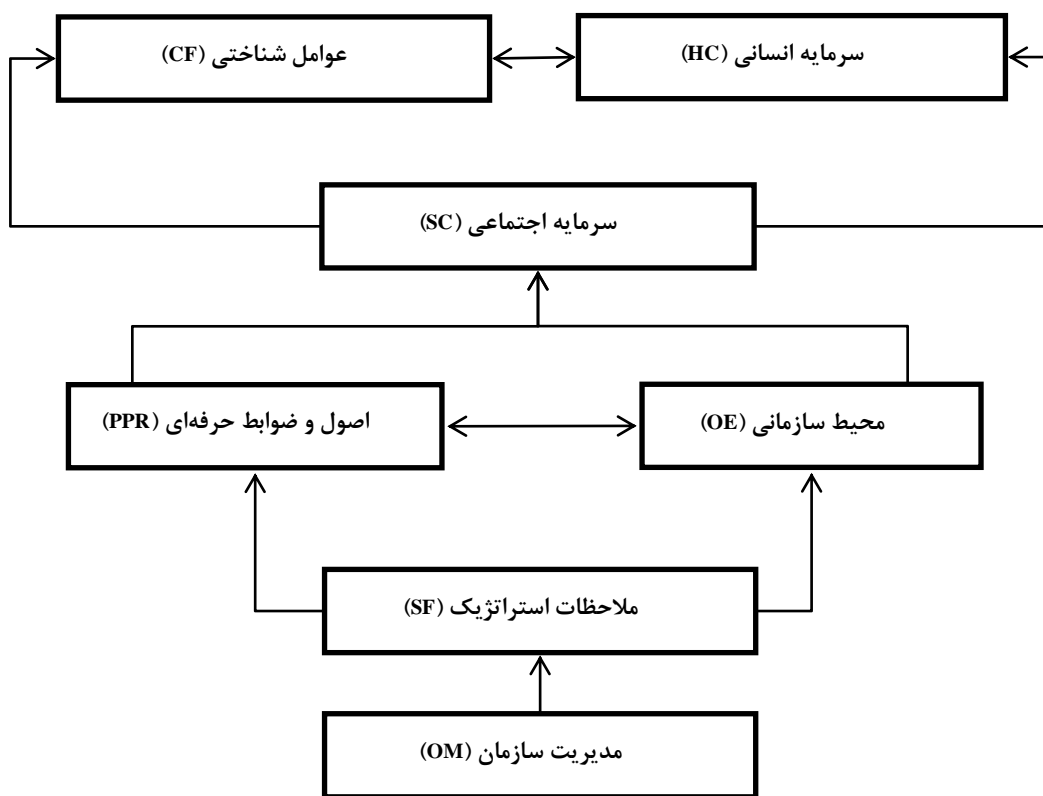 سرمایه انسانی (HC)
عوامل شناختی (CF)
سرمایه اجتماعی (SC)
محیط سازمانی (OE)
اصول و ضوابط حرفه‌ای (PPR)
ملاحظات استراتژیک (SF)
مدیریت سازمان (OM)